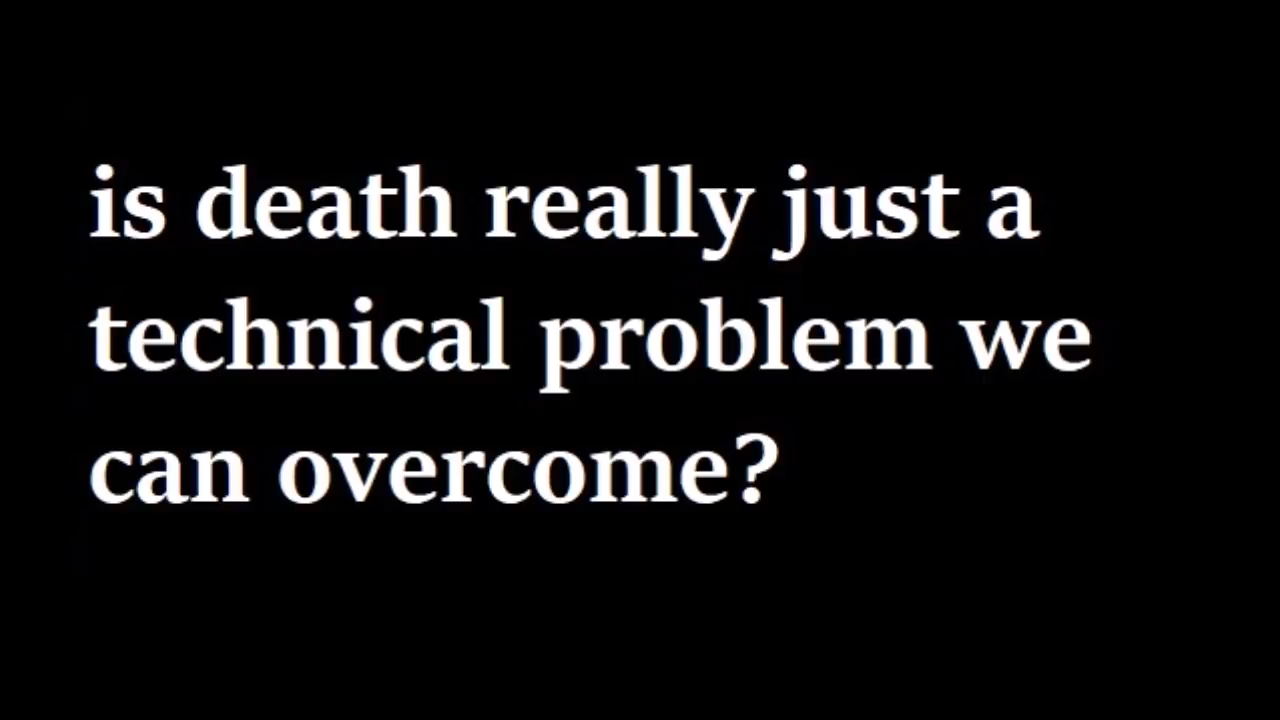 is death really just a
technical problem we
can overcome?